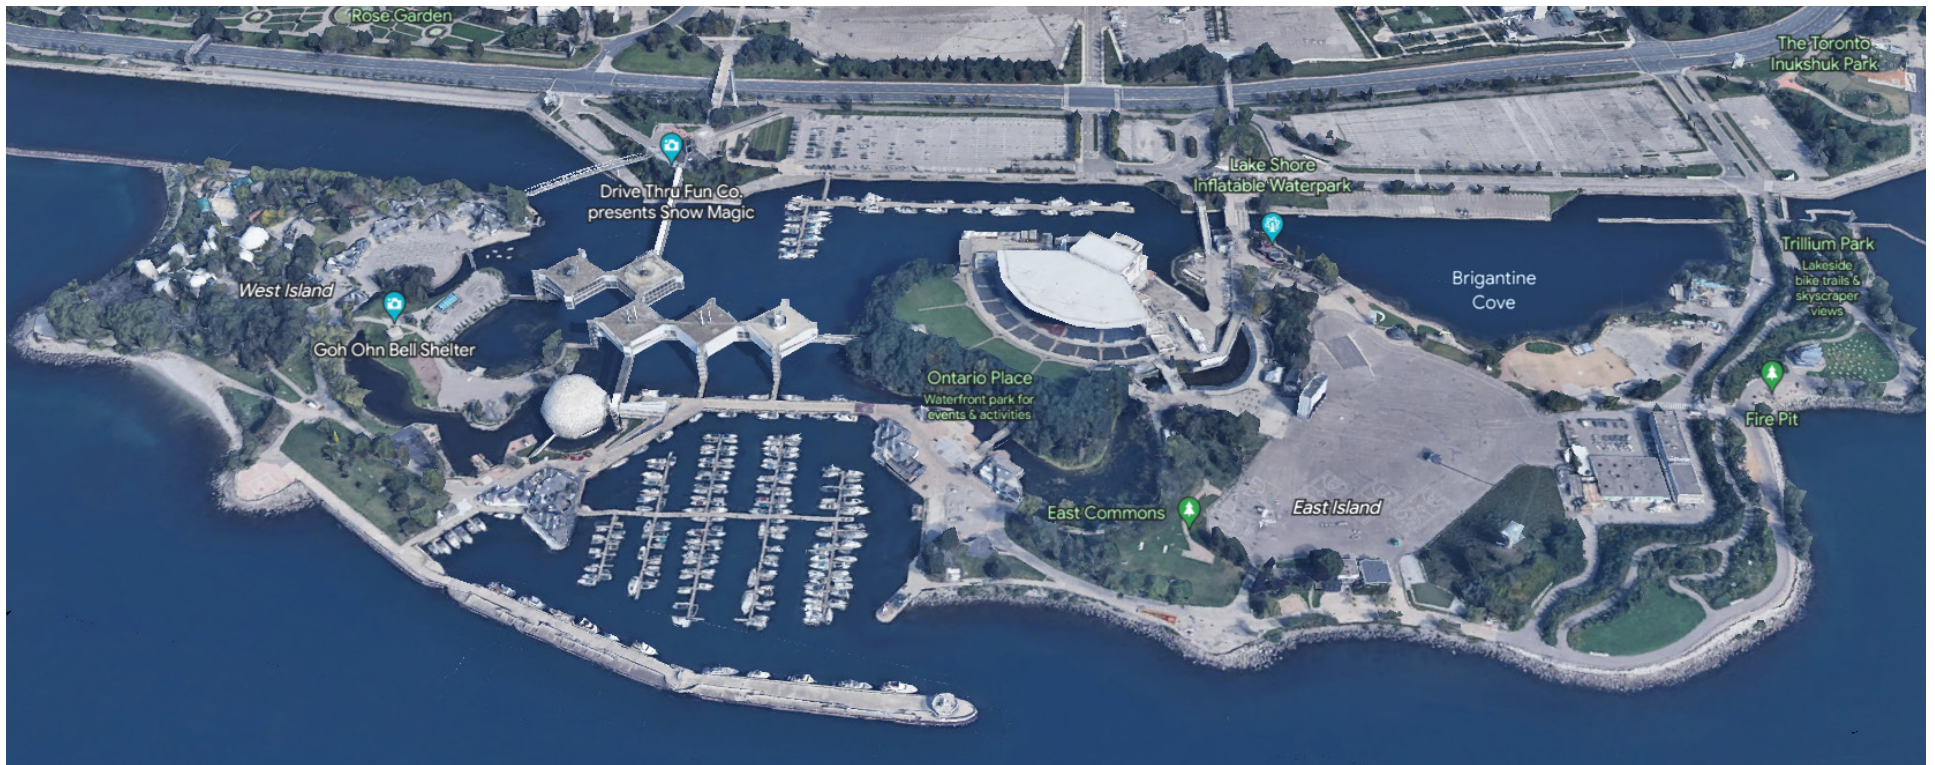 Rose Garden
The Toronto
Inukshuk Park
Drive Thru Fun Co.
presents Snow Magic
Lake Shore
Inflatable Waterpark
Trillium Park
Lakeside
bike trails &
skyscraper
views
West Island
Brigantine
Cove
Goh Ohn Bell Shelter
Ontario Place
Waterfront park for
events & activities
Fire Pit
East Commons
East Island